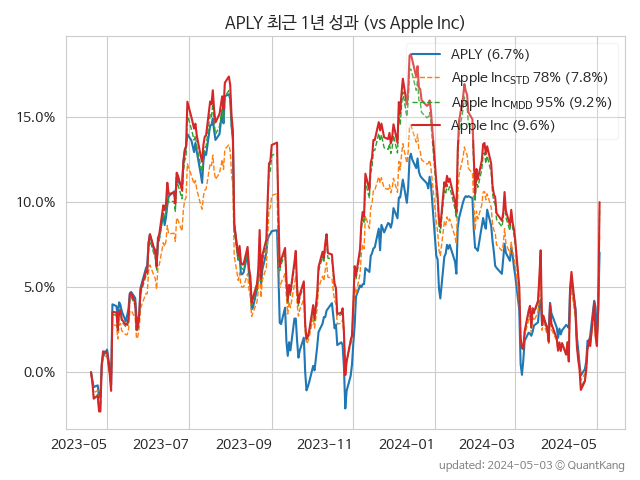 APLY 최근 1년 성과 (vs Apple Inc)
APLY (6.7%)
Apple Inc_STD 78% (7.8%)
Apple Inc_MDD 95% (9.2%)
Apple Inc (9.6%)
15.0%
10.0%
5.0%
0.0%
2023-05 2023-07 2023-09 2023-11 2024-01 2024-03 2024-05
updated: 2024-05-03 ⓒ QuantKang